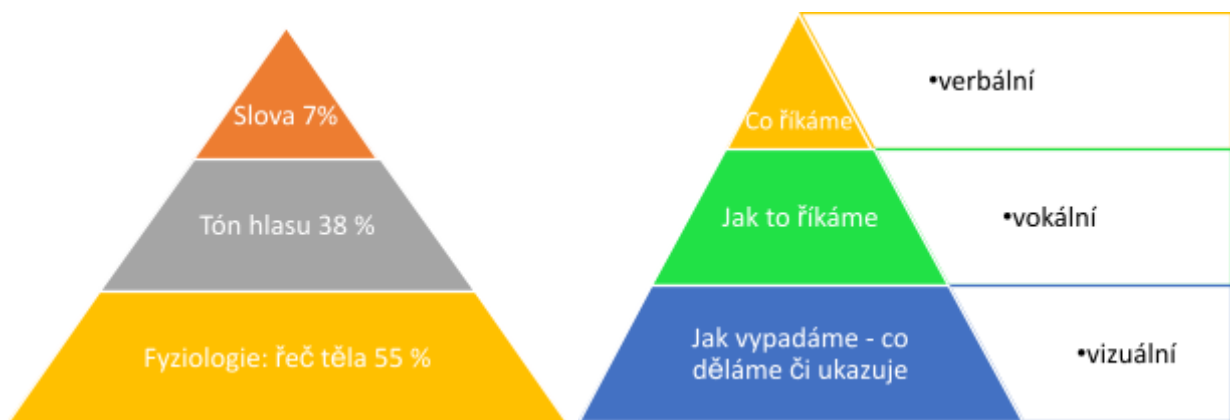 Slova 7%
Tón hlasu 38 %
Fyziologie: řeč těla 55 %
Co říkáme
•verbální
Jak to říkáme
•vokální
Jak vypadáme - co
děláme či ukazuje
•vizuální